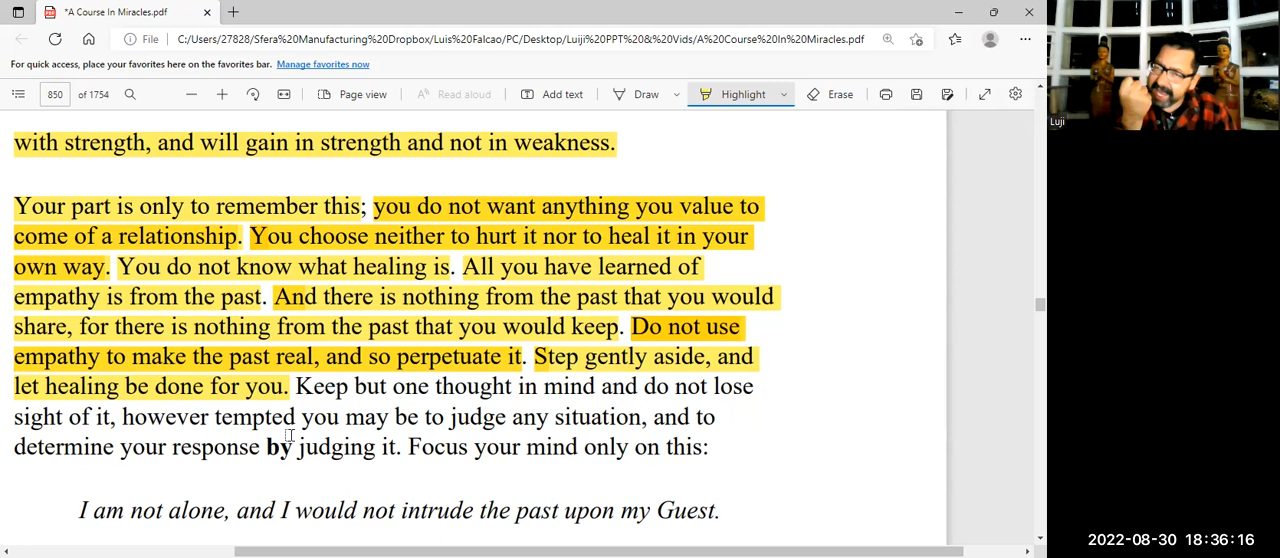 *A Course In Miracles.pdf
File
C:/Users/27828/Sfera%20Manufacturing%20Dropbox/Luis%20Falcao/PC/Desktop/Luiji%20PPT%20&%20Vids/A%20Course%20In%20Miracles.pdf
For quick access, place your favorites here on the favorites bar. Manage favorites now
850 of 1754 Page view Read aloud Add text Draw Highlight Erase
with strength, and will gain in strength and not in weakness.
Your part is only to remember this; you do not want anything you value to
come of a relationship. You choose neither to hurt it nor to heal it in your
own way. You do not know what healing is. All you have learned of
empathy is from the past. And there is nothing from the past that you would
share, for there is nothing from the past that you would keep. Do not use
empathy to make the past real, and so perpetuate it. Step gently aside, and
let healing be done for you. Keep but one thought in mind and do not lose
sight of it, however tempted you may be to judge any situation, and to
determine your response by judging it. Focus your mind only on this:
I am not alone, and I would not intrude the past upon my Guest.
Luji
2022-08-30 18:36:16